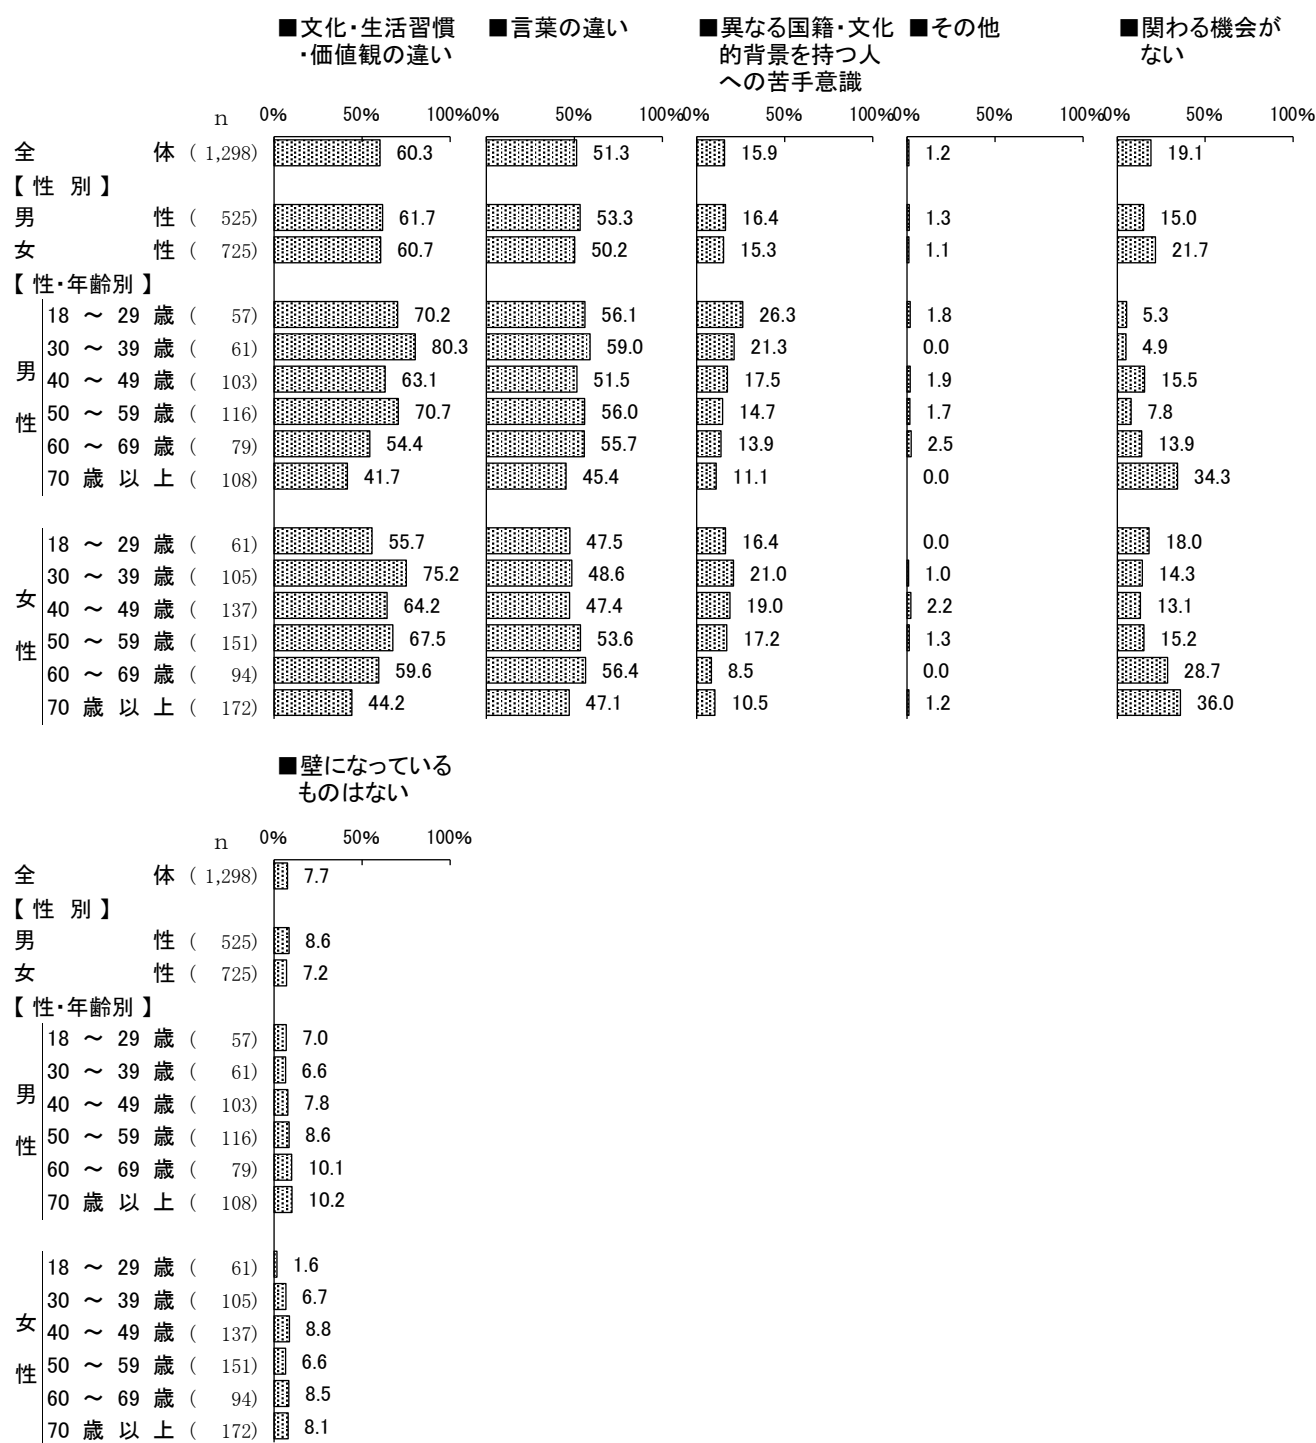 ■文化・生活習慣 ■言葉の違い ■異なる国籍・文化 ■その他 ■関わる機会が
・価値観の違い 的背景を持つ人 ない
への苦手意識
n 0% 50% 100% 0% 50% 100% 0% 50% 100% 0% 50% 100% 0% 50% 100%
全 体 ( 1,298) 60.3 51.3 15.9 1.2 19.1
【 性 別 】
男 性 ( 525) 61.7 53.3 16.4 1.3 15.0
女 性 ( 725) 60.7 50.2 15.3 1.1 21.7
【 性・年齢別 】
男性
18 ～ 29 歳 ( 57) 70.2 56.1 26.3 1.8 5.3
30 ～ 39 歳 ( 61) 80.3 59.0 21.3 0.0 4.9
40 ～ 49 歳 ( 103) 63.1 51.5 17.5 1.9 15.5
50 ～ 59 歳 ( 116) 70.7 56.0 14.7 1.7 7.8
60 ～ 69 歳 ( 79) 54.4 55.7 13.9 2.5 13.9
70 歳 以 上 ( 108) 41.7 45.4 11.1 0.0 34.3
女性
18 ～ 29 歳 ( 61) 55.7 47.5 16.4 0.0 18.0
30 ～ 39 歳 ( 105) 75.2 48.6 21.0 1.0 14.3
40 ～ 49 歳 ( 137) 64.2 47.4 19.0 2.2 13.1
50 ～ 59 歳 ( 151) 67.5 53.6 17.2 1.3 15.2
60 ～ 69 歳 ( 94) 59.6 56.4 8.5 0.0 28.7
70 歳 以 上 ( 172) 44.2 47.1 10.5 1.2 36.0
■壁になっている
ものはない
n 0% 50% 100%
全 体 ( 1,298) 7.7
【 性 別 】
男 性 ( 525) 8.6
女 性 ( 725) 7.2
【 性・年齢別 】
男性
18 ～ 29 歳 ( 57) 7.0
30 ～ 39 歳 ( 61) 6.6
40 ～ 49 歳 ( 103) 7.8
50 ～ 59 歳 ( 116) 8.6
60 ～ 69 歳 ( 79) 10.1
70 歳 以 上 ( 108) 10.2
女性
18 ～ 29 歳 ( 61) 1.6
30 ～ 39 歳 ( 105) 6.7
40 ～ 49 歳 ( 137) 8.8
50 ～ 59 歳 ( 151) 6.6
60 ～ 69 歳 ( 94) 8.5
70 歳 以 上 ( 172) 8.1